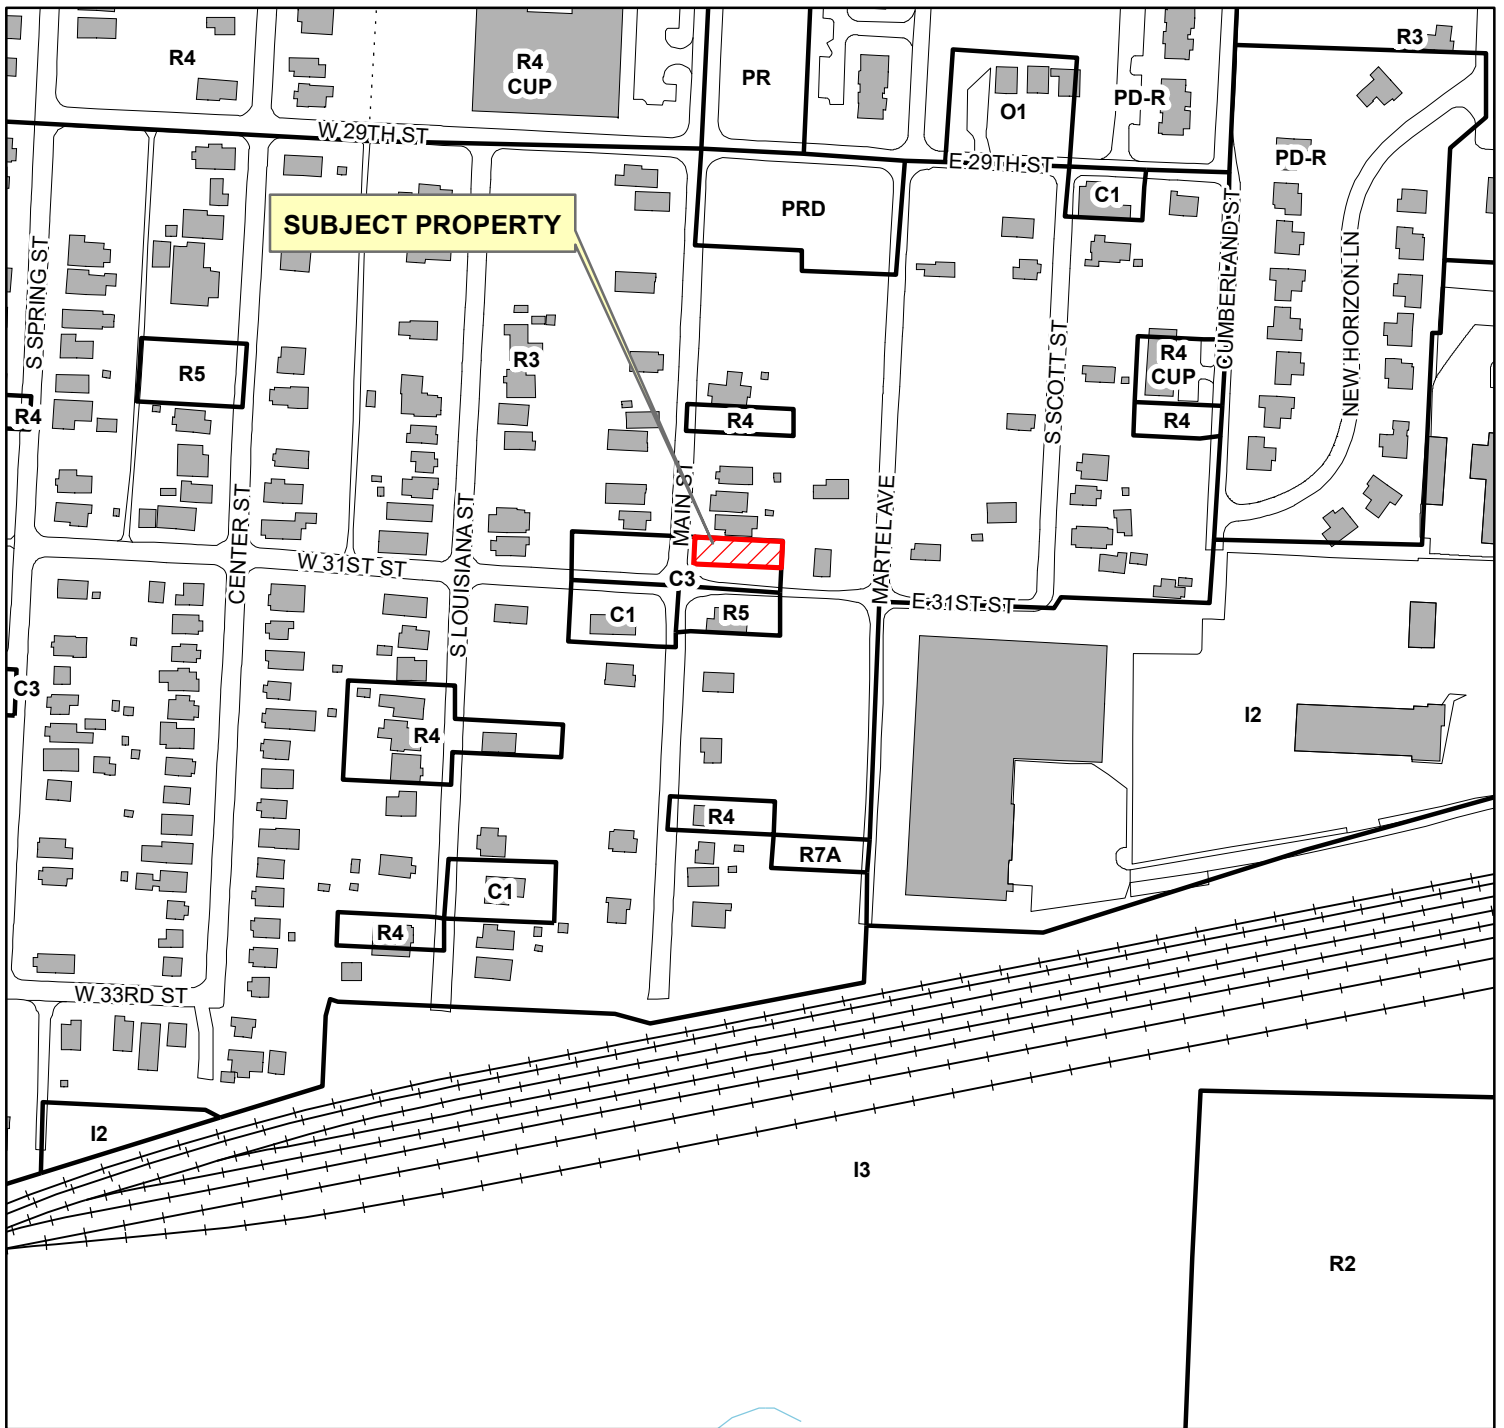 R3
R4
R4
CUP
PR
O1
PD-R
W 29TH ST
E 29TH ST
PD-R
C1
PRD
SUBJECT PROPERTY
S SPRING ST
CUMBERLAND ST
NEW HORIZON LN
R5
R3
S SCOTT ST
R4
CUP
R4
R4
R4
CENTER ST
S LOUISIANA ST
MAIN ST
MARTEL AVE
W 31ST ST
C3
E 31ST ST
C1
R5
C3
R4
I2
R4
R7A
C1
R4
W 33RD ST
I2
I3
R2